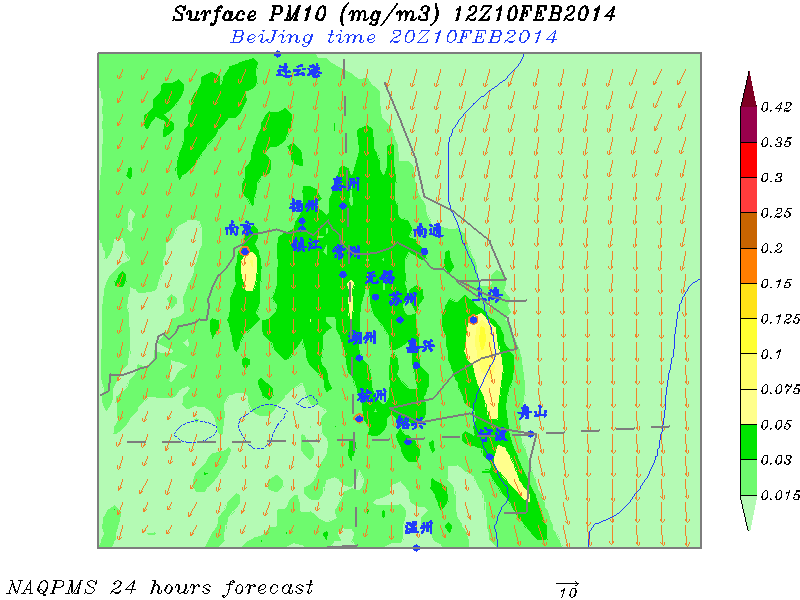 Surface PM10 (mg/m3) 12Z10FEB2014
BeiJing time 20Z10FEB2014
连云港
泰州
扬州
南京
镇江
南通
常州
无锡
苏州
上海
湖州
嘉兴
杭州
绍兴
舟山
宁波
温州
0.42
0.35
0.3
0.25
0.2
0.15
0.125
0.1
0.075
0.05
0.03
0.015
NAQPMS 24 hours forecast
10